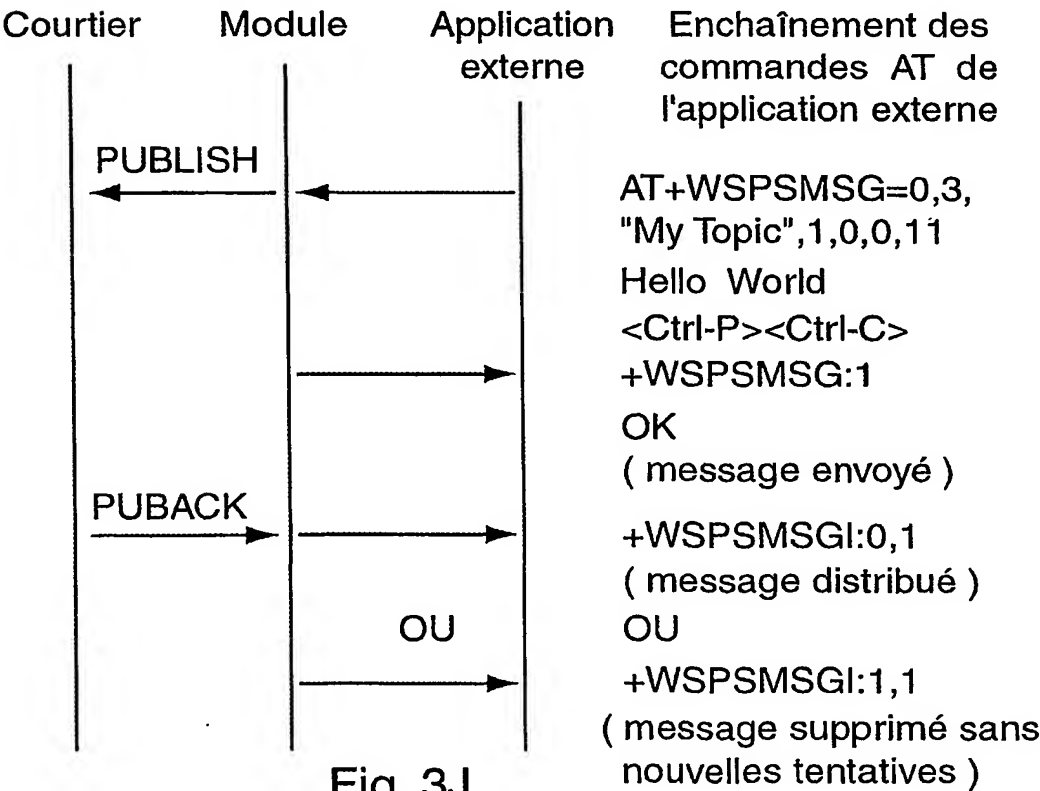 Courtier
Module
Application
externe
Enchaînement des
commandes AT de
l'application externe
PUBLISH
AT+WSPSMSG=0,3,
"My Topic",1,0,0,11
Hello World
<Ctrl-P><Ctrl-C>
+WSPSMSG:1
OK
( message envoyé )
PUBACK
+WSPSMSGI:0,1
( message distribué )
OU
OU
+WSPSMSGI:1,1
( message supprimé sans
nouvelles tentatives )
Fig. 3J